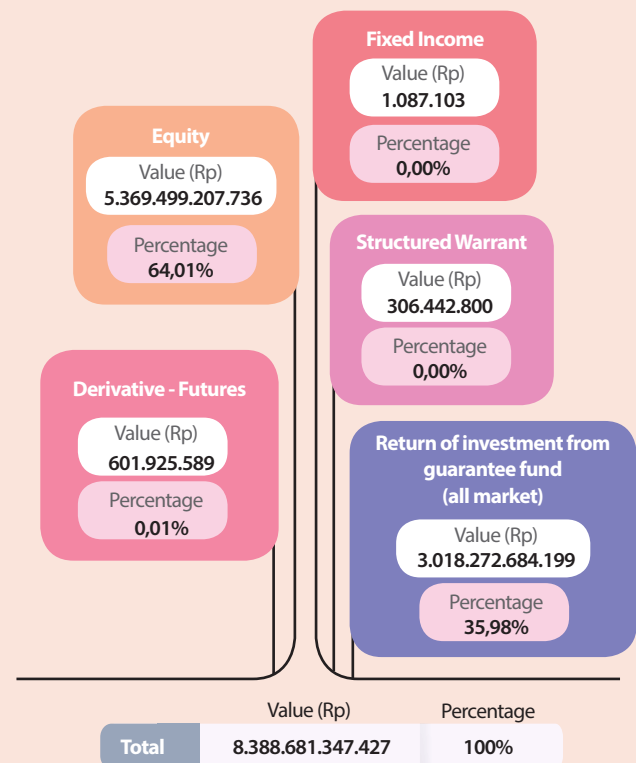 Fixed Income
Value (Rp)
1.087.103
Percentage
0,00%
Equity
Value (Rp)
5.369.499.207.736
Percentage
64,01%
Structured Warrant
Value (Rp)
306.442.800
Percentage
0,00%
Derivative - Futures
Value (Rp)
601.925.589
Percentage
0,01%
Return of investment from
guarantee fund
(all market)
Value (Rp)
3.018.272.684.199
Percentage
35,98%
Value (Rp) Percentage
Total 8.388.681.347.427 100%